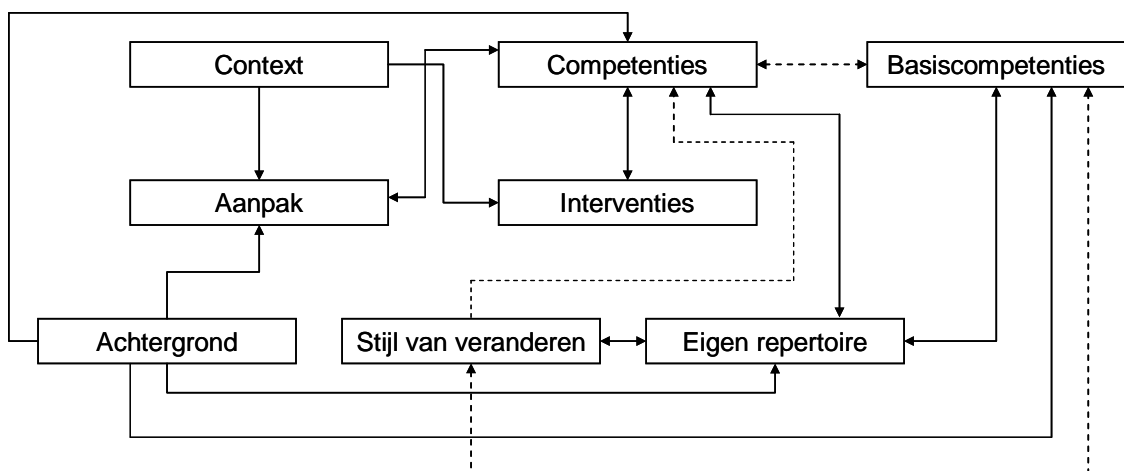 Context
Competenties
Basiscompetenties
Aanpak
Interventies
Achtergrond
Stijl van veranderen
Eigen repertoire